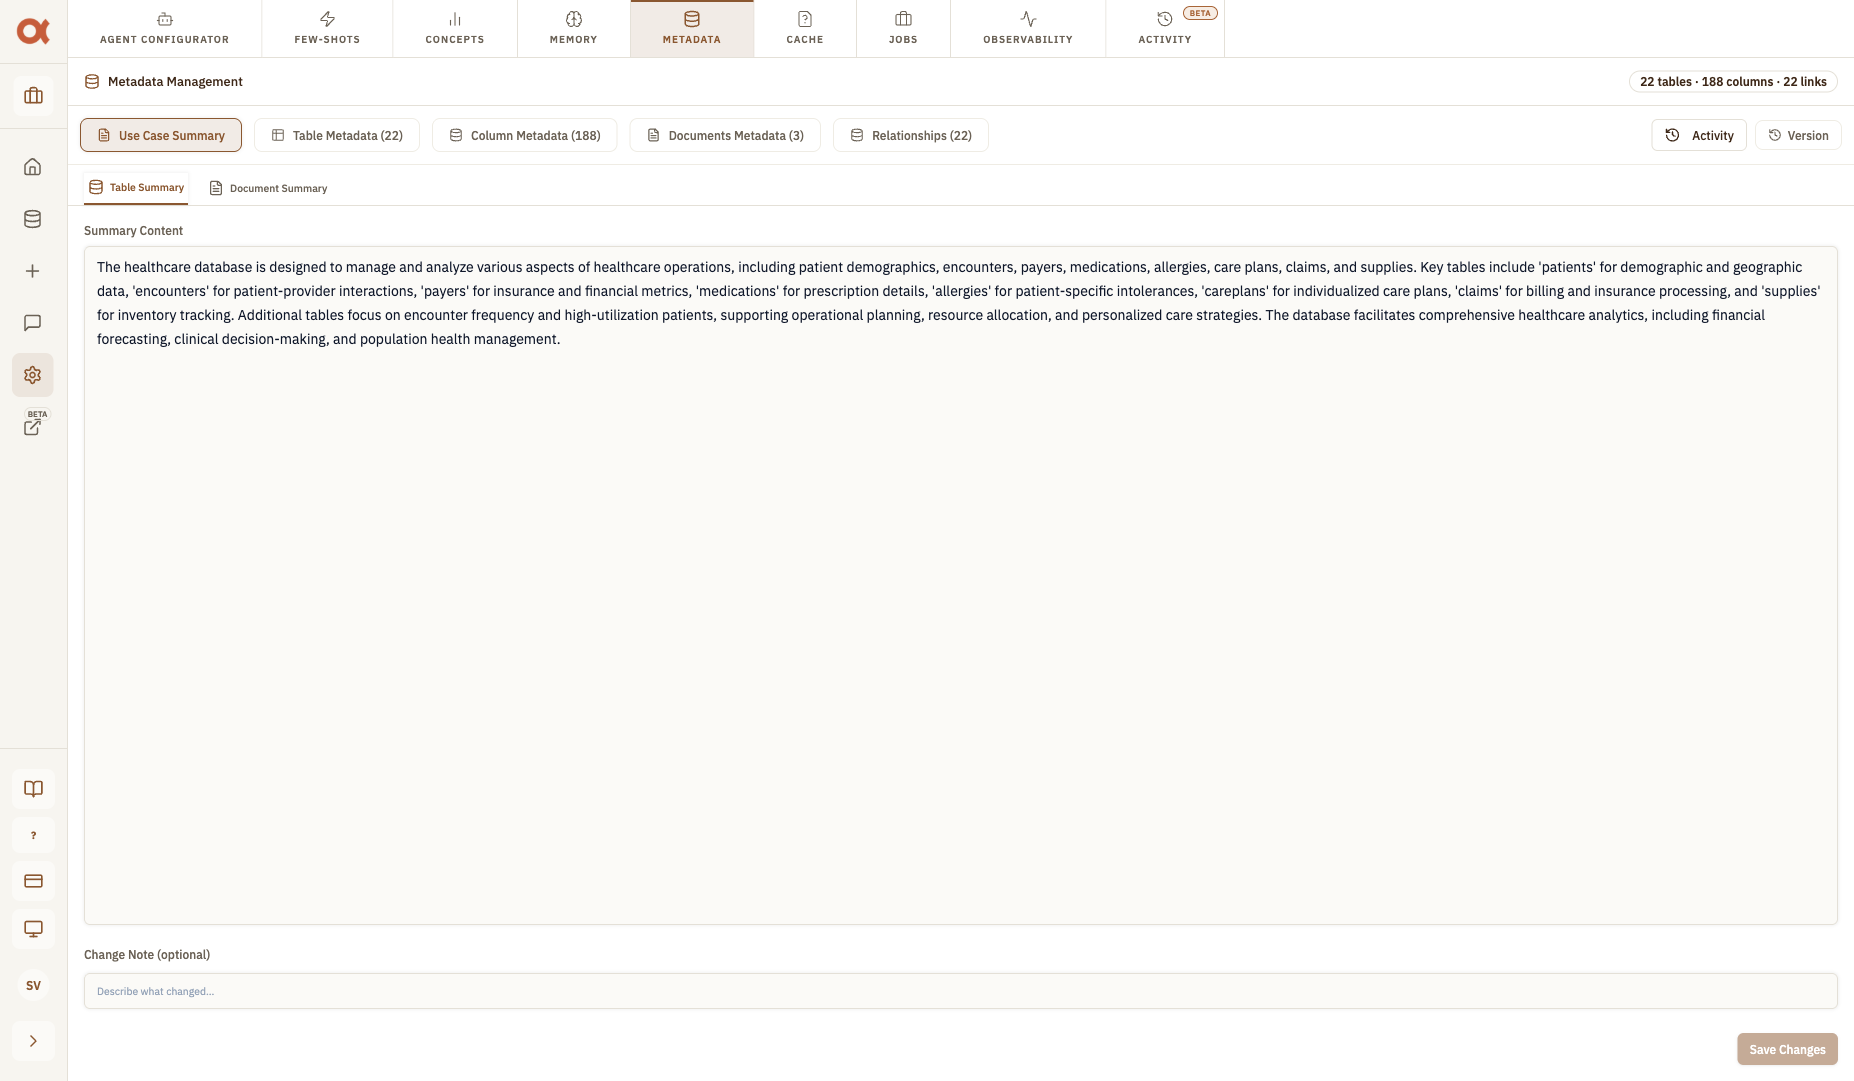 AGENT CONFIGURATOR
FEW-SHOTS
CONCEPTS
MEMORY
METADATA
CACHE
JOBS
OBSERVABILITY
BETA
ACTIVITY
Metadata Management
22 tables · 188 columns · 22 links
Use Case Summary
Table Metadata (22)
Column Metadata (188)
Documents Metadata (3)
Relationships (22)
Activity
Version
Table Summary
Document Summary
Summary Content
The healthcare database is designed to manage and analyze various aspects of healthcare operations, including patient demographics, encounters, payers, medications, allergies, care plans, claims, and supplies. Key tables include 'patients' for demographic and geographic
data, 'encounters' for patient-provider interactions, 'payers' for insurance and financial metrics, 'medications' for prescription details, 'allergies' for patient-specific intolerances, 'careplans' for individualized care plans, 'claims' for billing and insurance processing, and 'supplies'
for inventory tracking. Additional tables focus on encounter frequency and high-utilization patients, supporting operational planning, resource allocation, and personalized care strategies. The database facilitates comprehensive healthcare analytics, including financial
forecasting, clinical decision-making, and population health management.
BETA
?
SV
Change Note (optional)
Describe what changed...
Save Changes